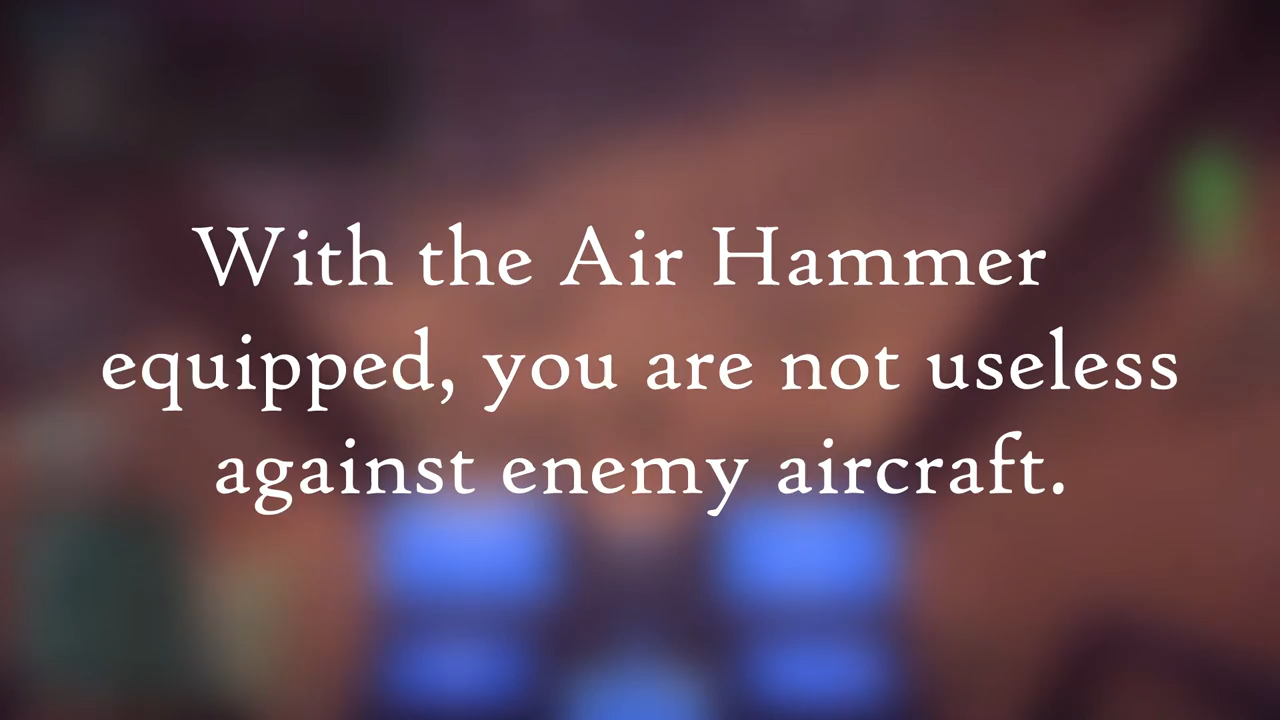 With the Air Hammer
equipped, you are not useless
against enemy aircraft.